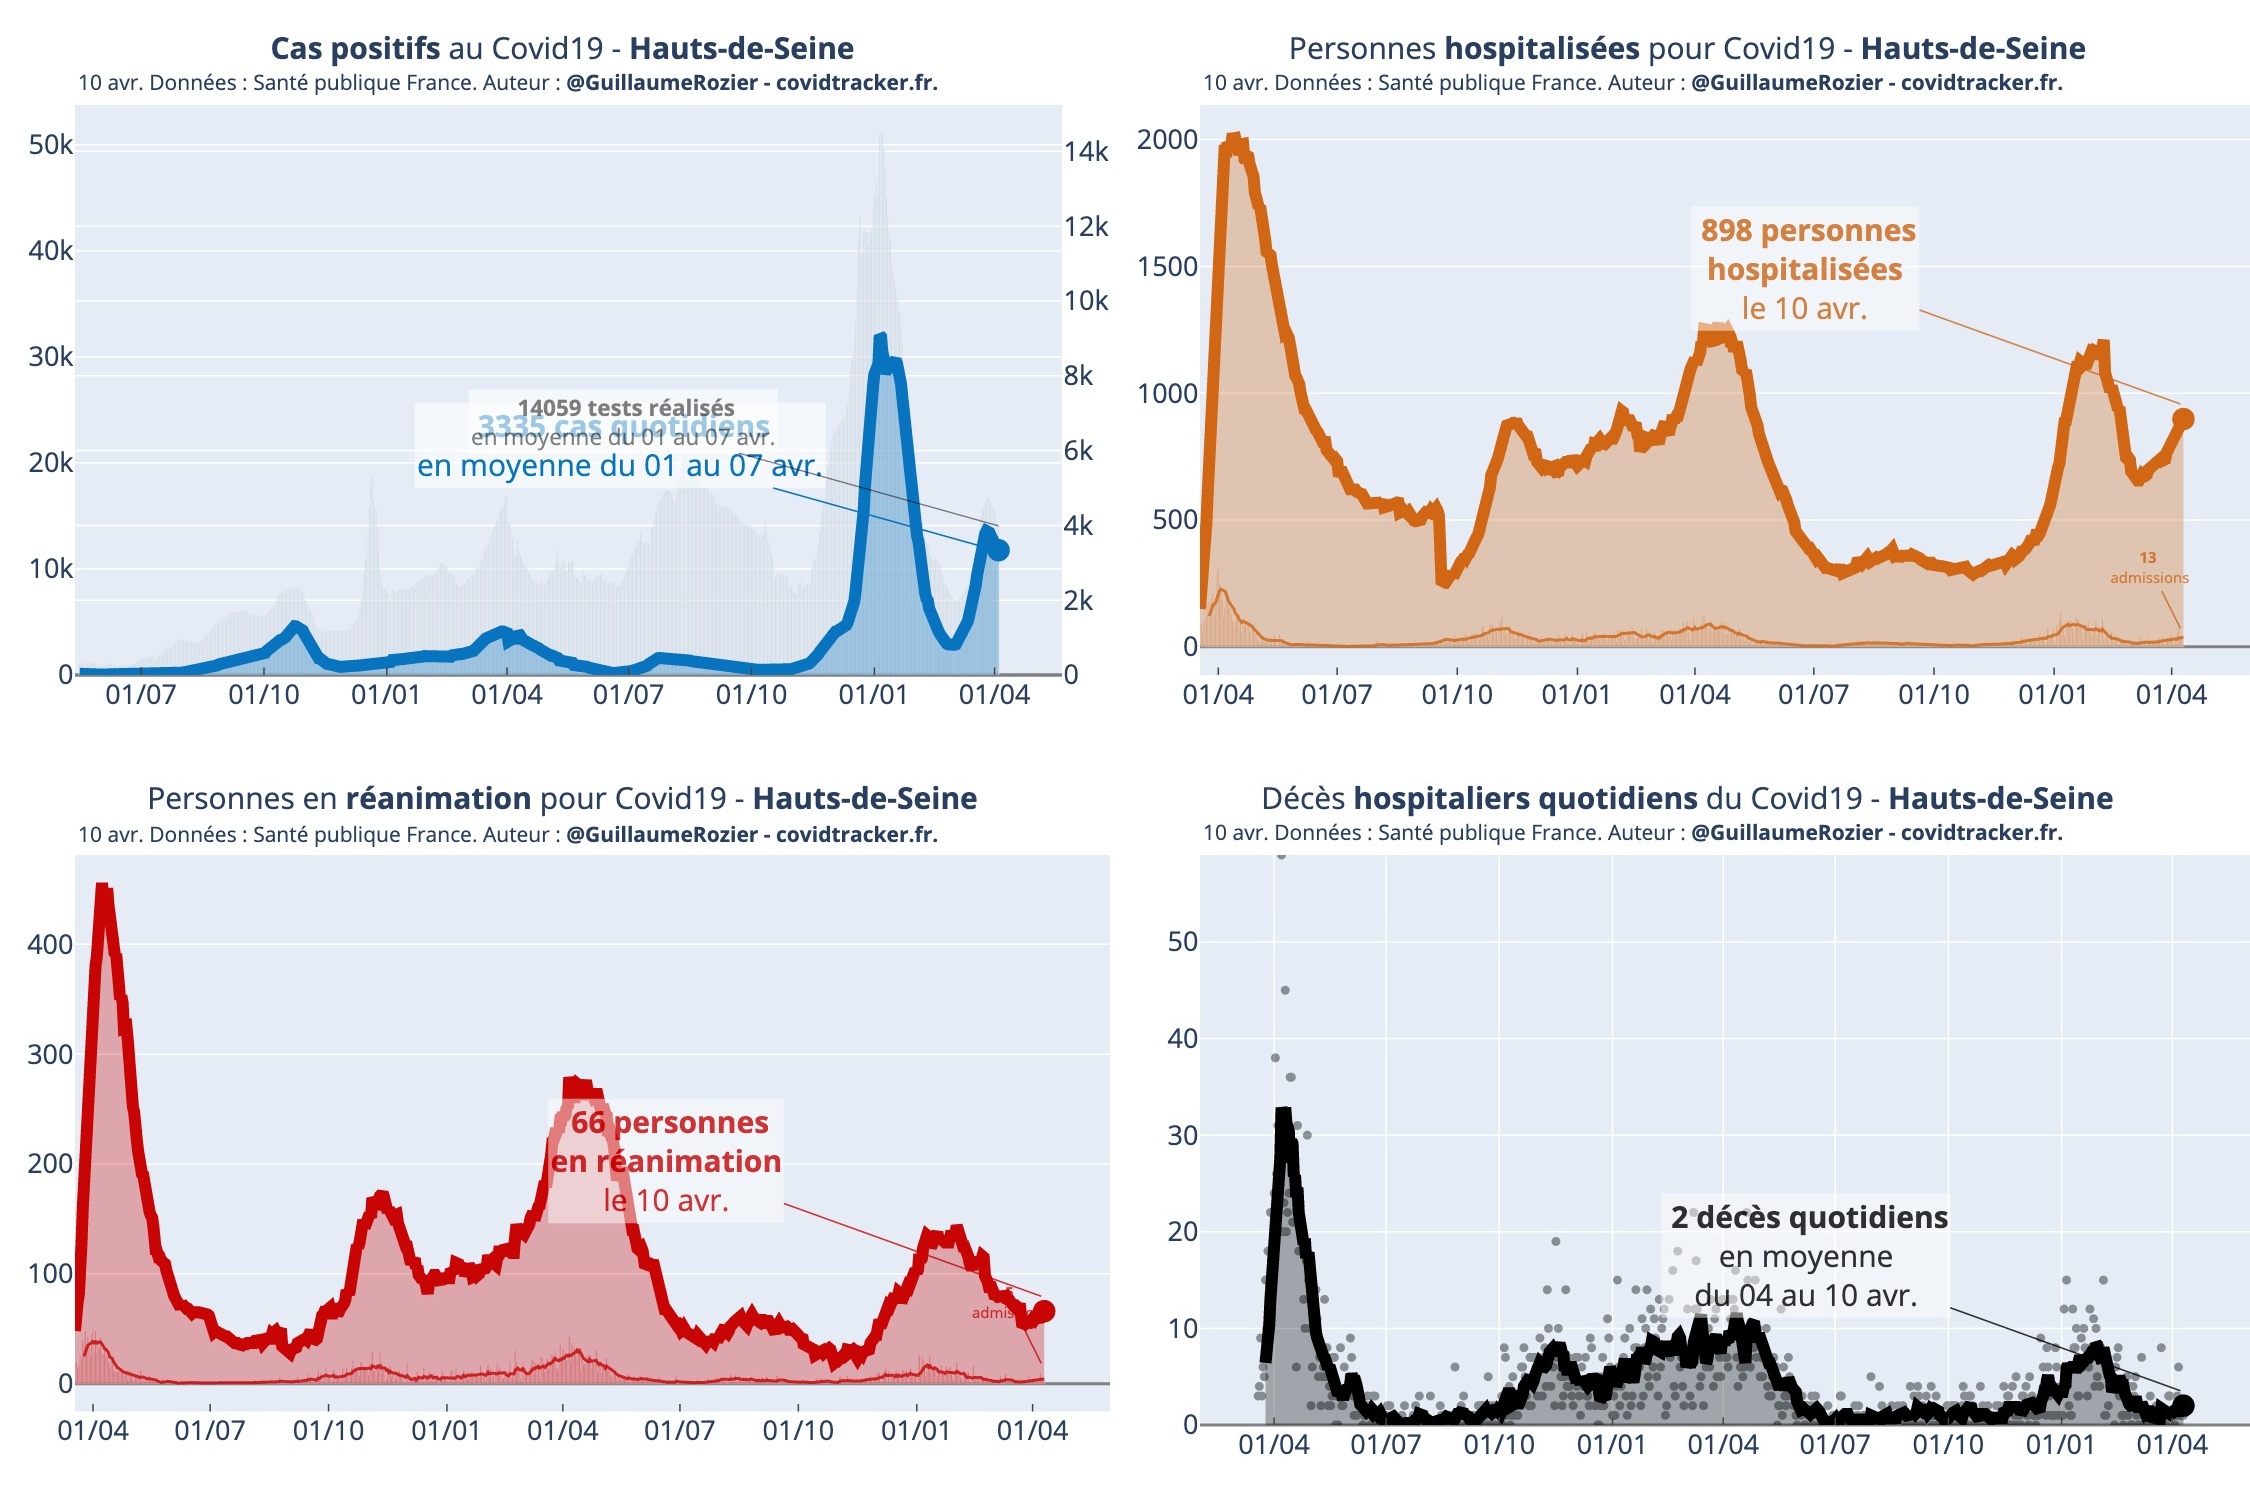 Cas positifs au Covid19 - Hauts-de-Seine
10 avr. Données : Santé publique France. Auteur : @GuillaumeRozier - covidtracker.fr.
50k
40k
30k
20k
10k
0
14k
12k
10k
8k
6k
4k
2k
0
14059 tests réalisés
en moyenne du 01 au 07 avr.
3335 cas quotidiens
en moyenne du 01 au 07 avr.
01/07 01/10 01/01 01/04 01/07 01/10 01/01 01/04
Personnes hospitalisées pour Covid19 - Hauts-de-Seine
10 avr. Données : Santé publique France. Auteur : @GuillaumeRozier - covidtracker.fr.
2000
1500
1000
500
0
898 personnes
hospitalisées
le 10 avr.
13
admissions
01/04 01/07 01/10 01/01 01/04 01/07 01/10 01/01 01/04
Personnes en réanimation pour Covid19 - Hauts-de-Seine
10 avr. Données : Santé publique France. Auteur : @GuillaumeRozier - covidtracker.fr.
400
300
200
100
0
66 personnes
en réanimation
le 10 avr.
01/04 01/07 01/10 01/01 01/04 01/07 01/10 01/01 01/04
Décès hospitaliers quotidiens du Covid19 - Hauts-de-Seine
10 avr. Données : Santé publique France. Auteur : @GuillaumeRozier - covidtracker.fr.
50
40
30
20
10
0
2 décès quotidiens
en moyenne
du 04 au 10 avr.
01/04 01/07 01/10 01/01 01/04 01/07 01/10 01/01 01/04